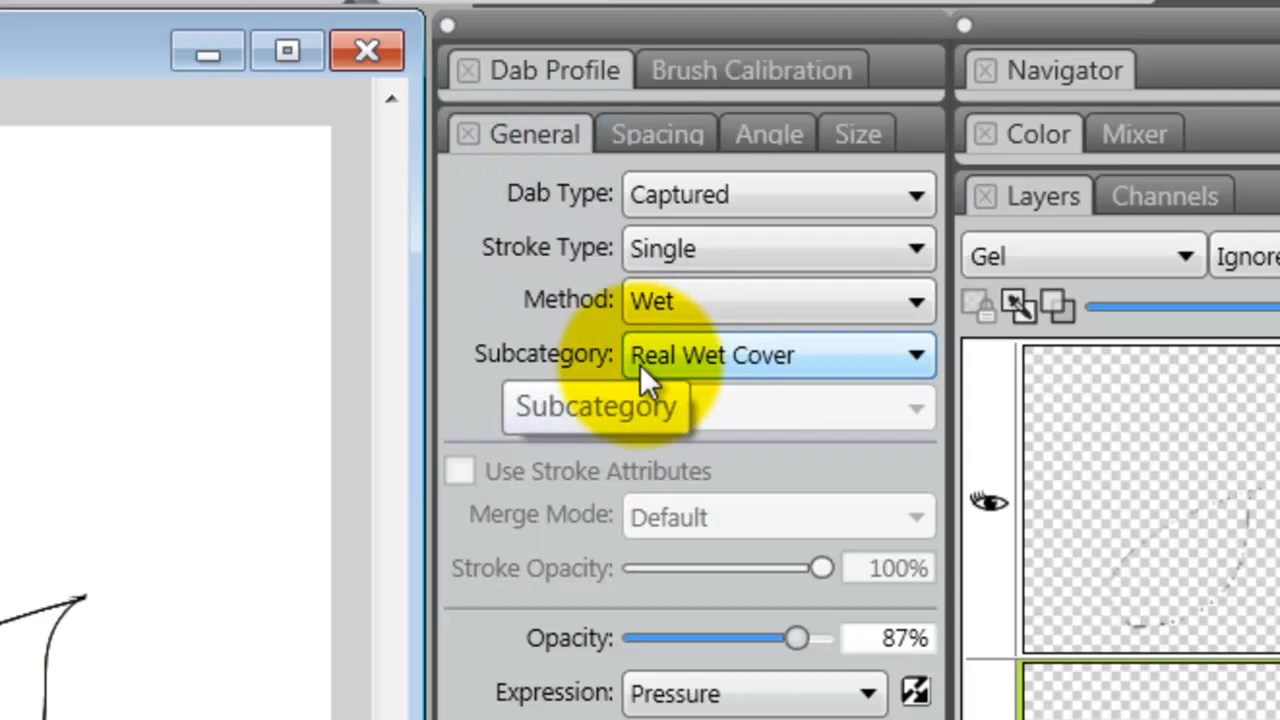 Dab Profile Brush Calibration
General Spacing Angle Size
Dab Type: Captured
Stroke Type: Single
Method: Wet
Subcategory: Real Wet Cover
Subcategory
Use Stroke Attributes
Merge Mode: Default
Stroke Opacity: 100%
Opacity: 87%
Expression: Pressure
Navigator
Color Mixer
Layers Channels
Gel Ignore